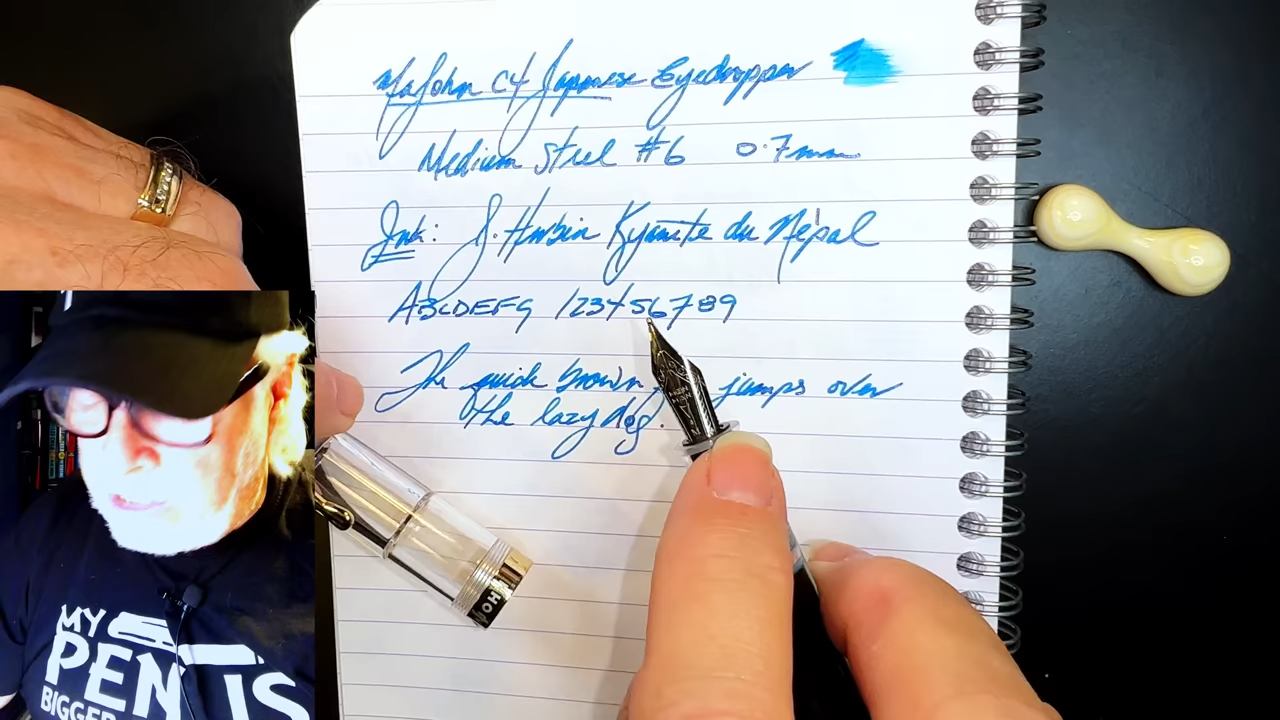 MaJohn C4 Japanese Eyedropper
Medium Steel #6 0.7mm
Ink: J. Herbin Kyanite du Népal
ABCDEFG 123456789
The quick brown jumps over
the lazy dog.
MY
PEN IS
BIGGER